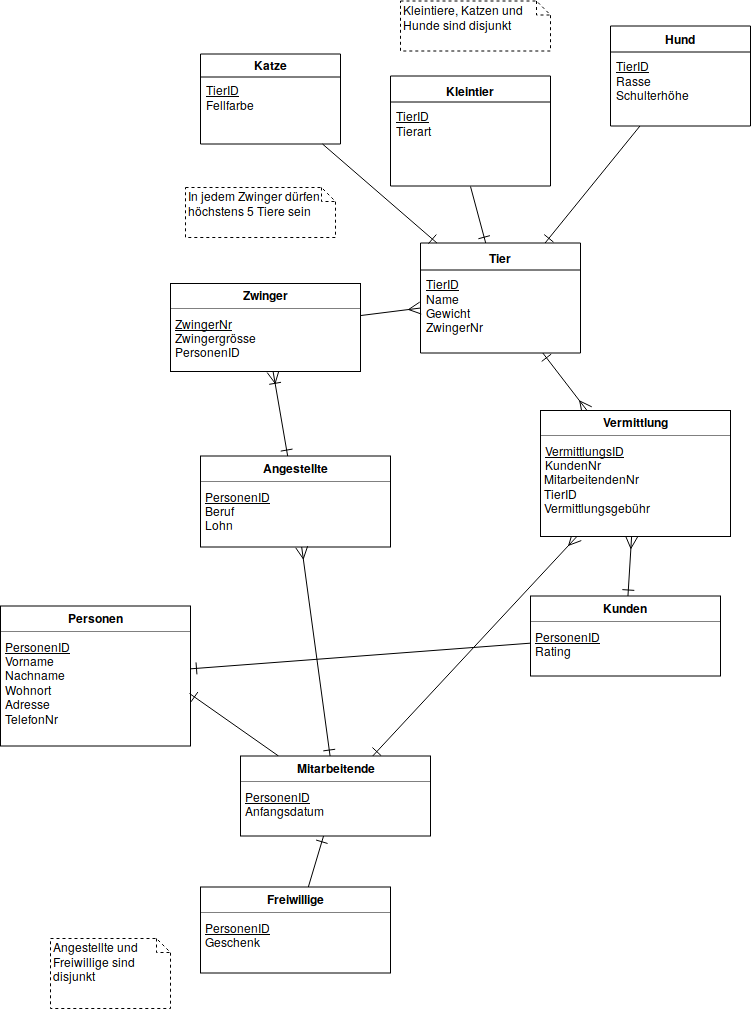 Kleintiere, Katzen und
Hunde sind disjunkt
Hund
TierID
Rasse
Schulterhöhe
Katze
TierID
Fellfarbe
Kleintier
TierID
Tierart
In jedem Zwinger dürfen
höchstens 5 Tiere sein
Tier
TierID
Name
Gewicht
ZwingerNr
Zwinger
ZwingerNr
Zwingergrösse
PersonenID
Vermittlung
VermittlungsID
KundenNr
MitarbeitendenNr
TierID
Vermittlungsgebühr
Angestellte
PersonenID
Beruf
Lohn
Personen
PersonenID
Vorname
Nachname
Wohnort
Adresse
TelefonNr
Kunden
PersonenID
Rating
Mitarbeitende
PersonenID
Anfangsdatum
Freiwillige
PersonenID
Geschenk
Angestellte und
Freiwillige sind
disjunkt